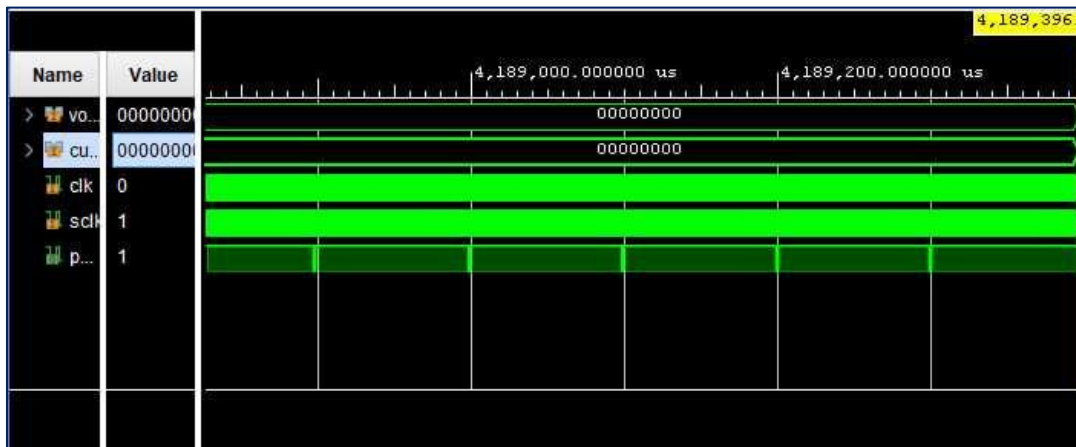 4,189,396
Name Value
4,189,000.000000 us 4,189,200.000000 us
vo... 00000000 00000000
cu.. 00000000 00000000
clk 0
sclk 1
p... 1